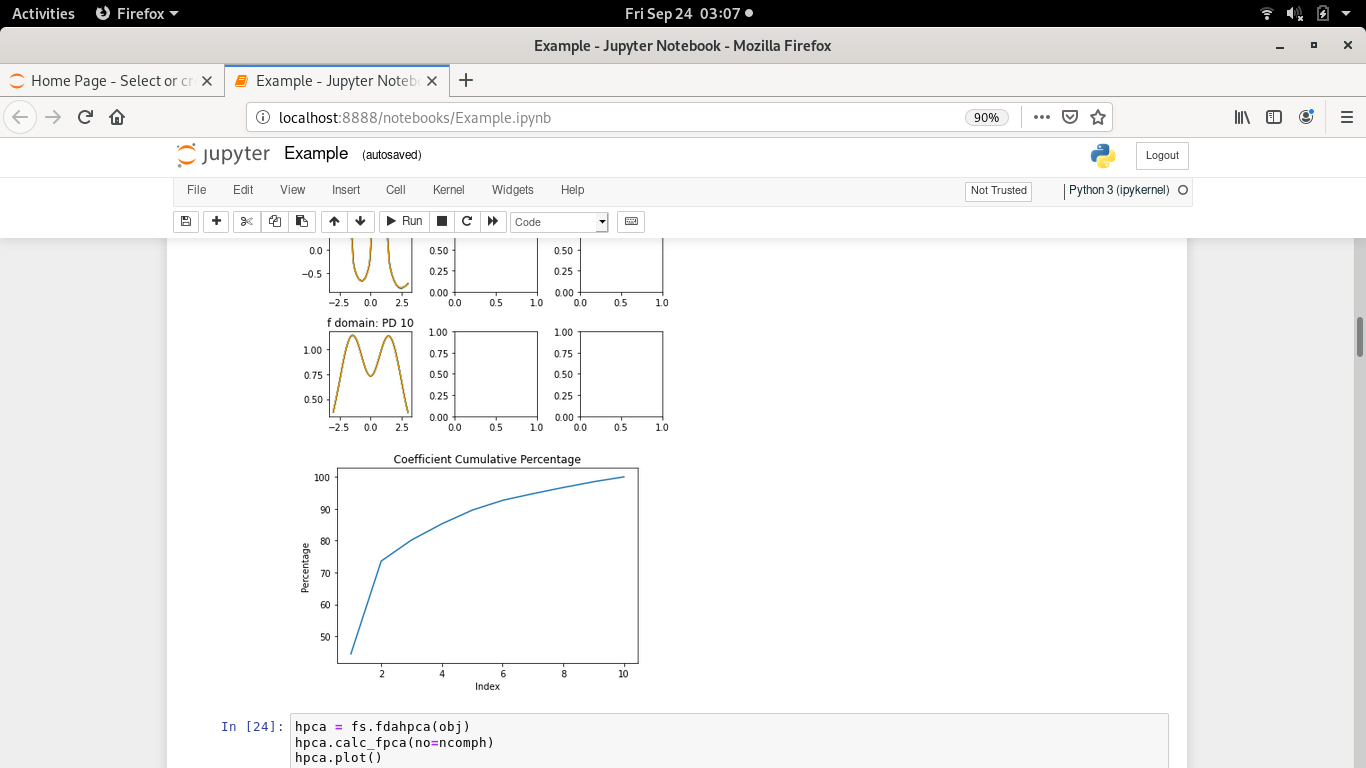 Activities Firefox Fri Sep 24 03:07
Example - Jupyter Notebook - Mozilla Firefox
Home Page - Select or cr Example - Jupyter Noteb
localhost:8888/notebooks/Example.ipynb 90%
jupyter Example (autosaved) Logout
File Edit View Insert Cell Kernel Widgets Help Not Trusted Python 3 (ipykernel)
Run Code
0.0 0.50 0.50
−0.5 0.25 0.25
0.00 0.00
−2.5 0.0 2.5 0.0 0.5 1.0 0.0 0.5 1.0
f domain: PD 10
1.00 1.00
1.00 0.75 0.75
0.75 0.50 0.50
0.50 0.25 0.25
0.00 0.00
−2.5 0.0 2.5 0.0 0.5 1.0 0.0 0.5 1.0
Coefficient Cumulative Percentage
100
90
80
70
60
50
Percentage
2 4 6 8 10
Index
In [24]: hpca = fs.fdahpca(obj)
hpca.calc_fpca(no=ncomph)
hpca.plot()